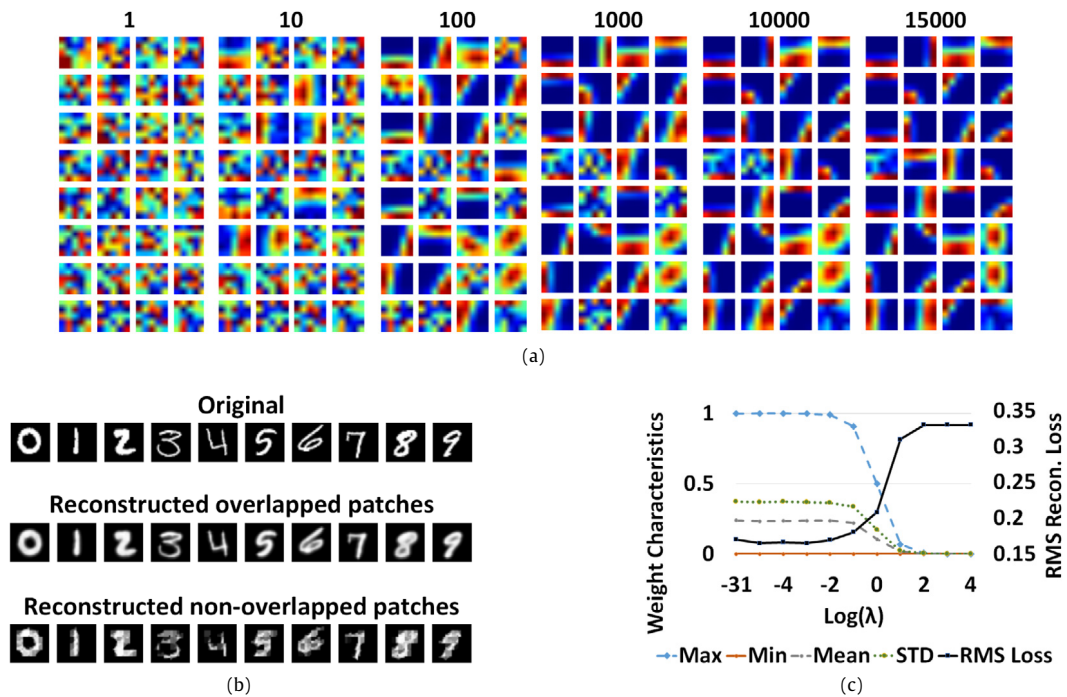 1 10 100 1000 10000 15000
(a)
Original
Reconstructed overlapped patches
Reconstructed non-overlapped patches
(b)
Weight Characteristics
1
0.5
0
0.35
0.3
0.25
0.2
0.15
RMS Recon. Loss
-31 -4 -2 0 2 4
Log(λ)
Max Min Mean STD RMS Loss
(c)